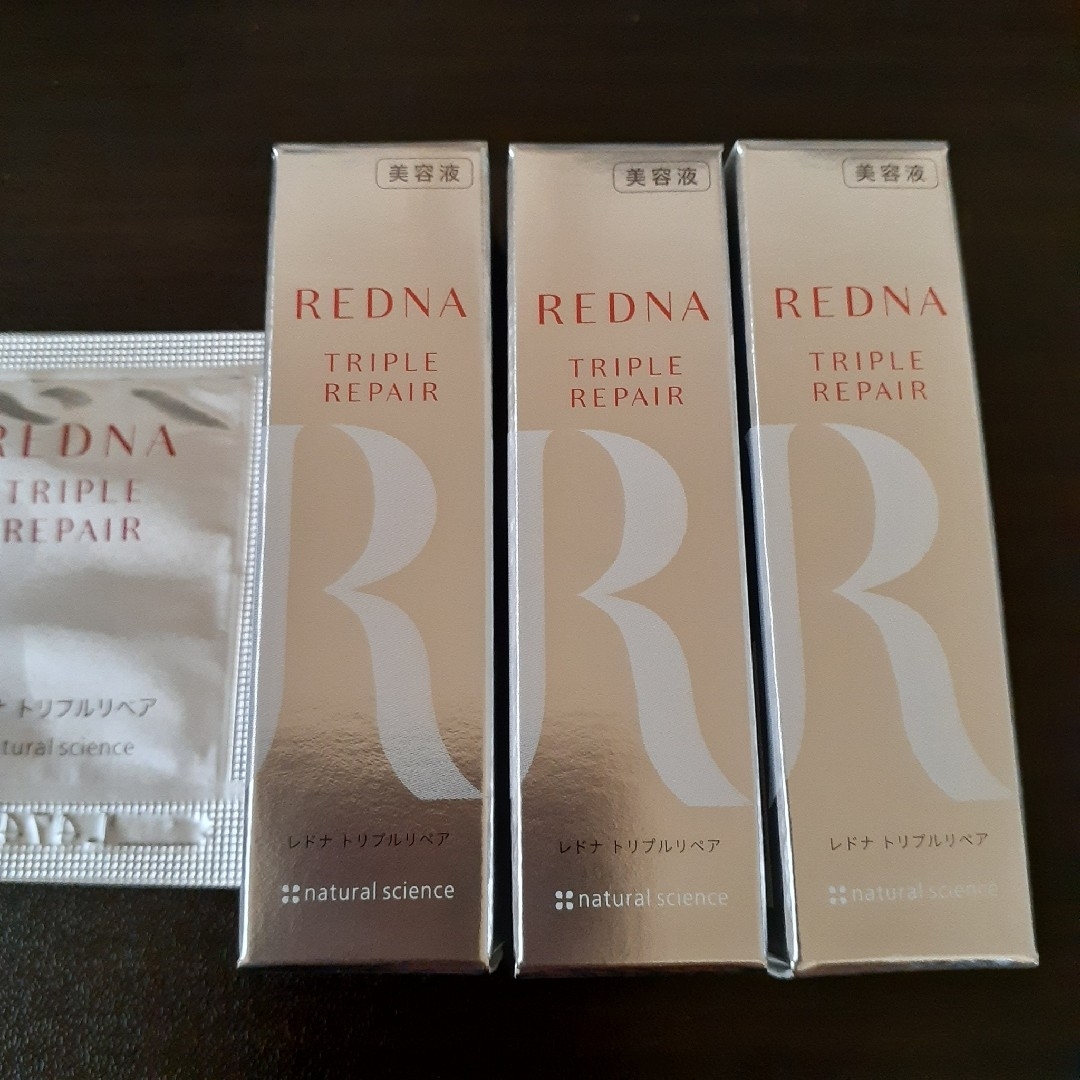 REDNA
TRIPLE
REPAIR
トリプルリペア
science
美容液
REDNA
TRIPLE
REPAIR
R
レドナ トリプルリペア
natural science
美容液
REDNA
TRIPLE
REPAIR
R
レドナ トリプルリペア
natural science
美容液
REDNA
TRIPLE
REPAIR
R
レドナ トリプルリペア
natural science